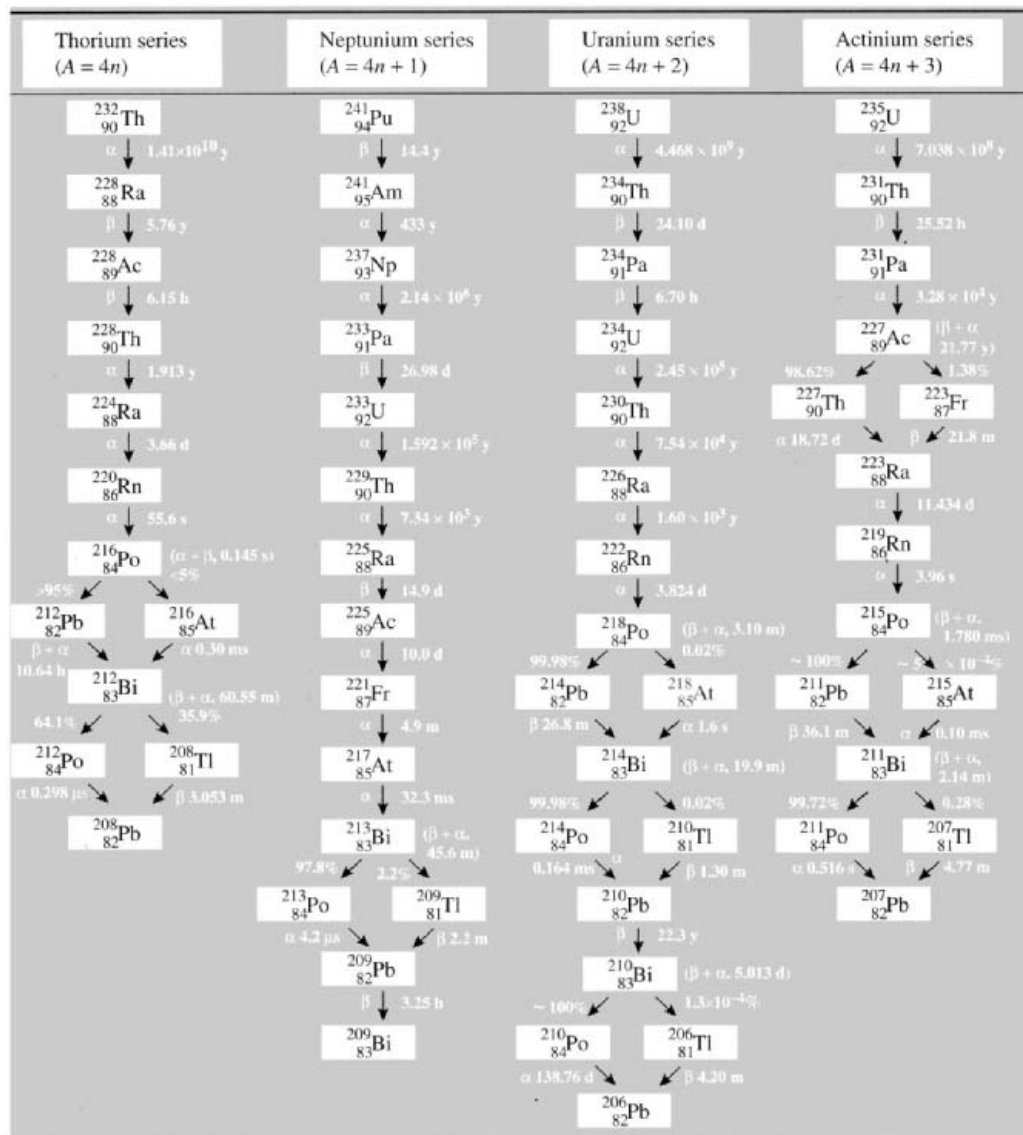 Thorium series
(A = 4n)
Neptunium series
(A = 4n + 1)
Uranium series
(A = 4n + 2)
Actinium series
(A = 4n + 3)
232 90 Th
α 1.41×10^10 y
228 88 Ra
β 5.76 y
228 89 Ac
β 6.15 h
228 90 Th
α 1.913 y
224 88 Ra
α 3.66 d
220 86 Rn
α 55.6 s
216 84 Po (α + β, 0.145 s)
>95% <5%
212 82 Pb 216 85 At
β + α α 0.30 ms
10.64 h
212 83 Bi (β + α, 60.55 m)
64.1% 35.9%
212 84 Po 208 81 Tl
α 0.298 μs β 3.053 m
208 82 Pb
241 94 Pu
β 14.4 y
241 95 Am
α 433 y
237 93 Np
α 2.14 × 10^6 y
233 91 Pa
β 26.98 d
233 92 U
α 1.592 × 10^5 y
229 90 Th
α 7.34 × 10^3 y
225 88 Ra
β 14.9 d
225 89 Ac
α 10.0 d
221 87 Fr
α 4.9 m
217 85 At
α 32.3 ms
213 83 Bi (β + α,
45.6 m)
97.8% 2.2%
213 84 Po 209 81 Tl
α 4.2 μs β 2.2 m
209 82 Pb
β 3.25 h
209 83 Bi
238 92 U
α 4.468 × 10^9 y
234 90 Th
β 24.10 d
234 91 Pa
β 6.70 h
234 92 U
α 2.45 × 10^5 y
230 90 Th
α 7.54 × 10^4 y
226 88 Ra
α 1.60 × 10^3 y
222 86 Rn
α 3.824 d
218 84 Po (β + α, 3.10 m)
99.98% 0.02%
214 82 Pb 218 85 At
β 26.8 m α 1.6 s
214 83 Bi (β + α, 19.9 m)
99.98% 0.02%
214 84 Po 210 81 Tl
0.164 ms α β 1.30 m
210 82 Pb
β 22.3 y
210 83 Bi (β + α, 5.013 d)
~ 100% 1.3×10^–4%
210 84 Po 206 81 Tl
α 138.76 d β 4.20 m
206 82 Pb
235 92 U
α 7.038 × 10^8 y
231 90 Th
β 25.52 h
231 91 Pa
α 3.28 × 10^4 y
227 89 Ac (β + α
21.77 y)
98.62% 1.38%
227 90 Th 223 87 Fr
α 18.72 d β 21.8 m
223 88 Ra
α 11.434 d
219 86 Rn
α 3.96 s
215 84 Po (β + α,
1.780 ms)
~ 100% ~ 5 × 10^–4%
211 82 Pb 215 85 At
β 36.1 m α 0.10 ms
211 83 Bi (β + α,
2.14 m)
99.72% 0.28%
211 84 Po 207 81 Tl
α 0.516 s β 4.77 m
207 82 Pb